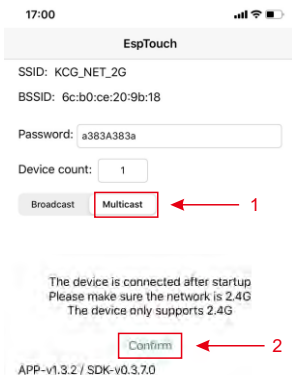 17:00
EspTouch
SSID: KCG_NET_2G
BSSID: 6c:b0:ce:20:9b:18
Password: a383A383a
Device count: 1
Broadcast Multicast 1
The device is connected after startup
Please make sure the network is 2.4G
The device only supports 2.4G
Confirm 2
APP-v1.3.2 / SDK-v0.3.7.0